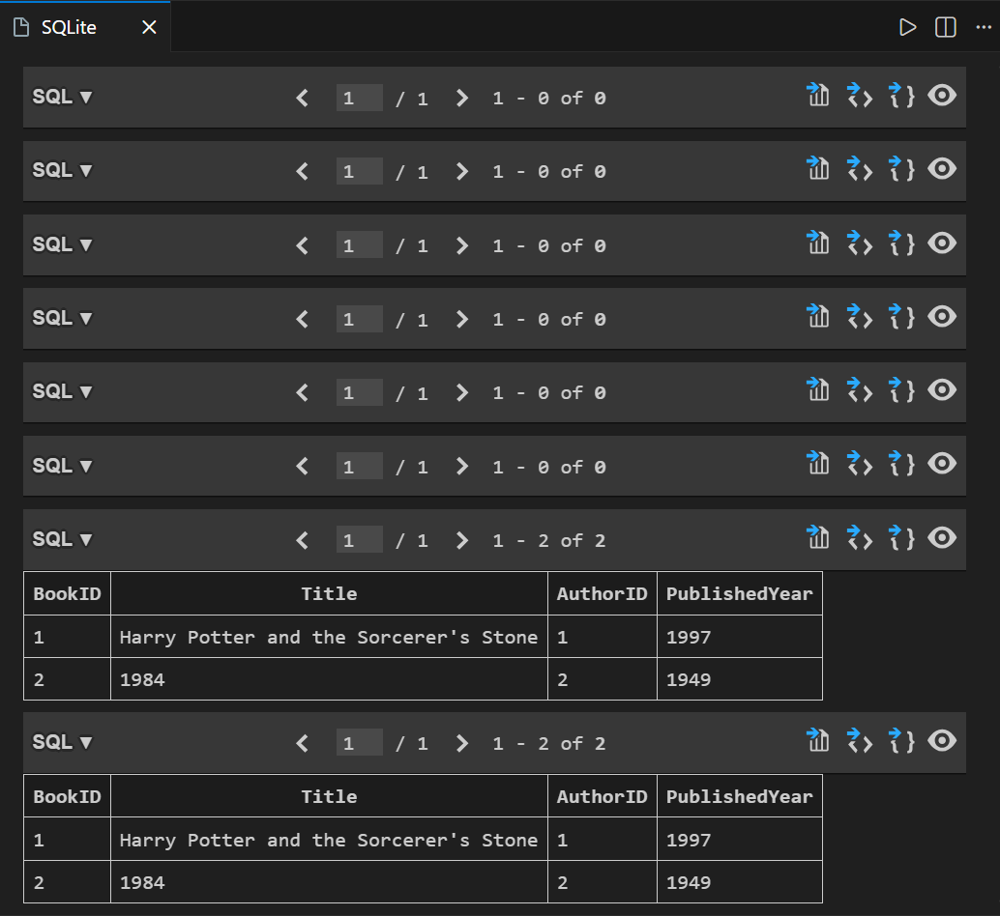 SQLite
SQL ▼ 1 / 1 1 - 0 of 0
SQL ▼ 1 / 1 1 - 0 of 0
SQL ▼ 1 / 1 1 - 0 of 0
SQL ▼ 1 / 1 1 - 0 of 0
SQL ▼ 1 / 1 1 - 0 of 0
SQL ▼ 1 / 1 1 - 0 of 0
SQL ▼ 1 / 1 1 - 2 of 2
BookID Title AuthorID PublishedYear
1 Harry Potter and the Sorcerer's Stone 1 1997
2 1984 2 1949
SQL ▼ 1 / 1 1 - 2 of 2
BookID Title AuthorID PublishedYear
1 Harry Potter and the Sorcerer's Stone 1 1997
2 1984 2 1949